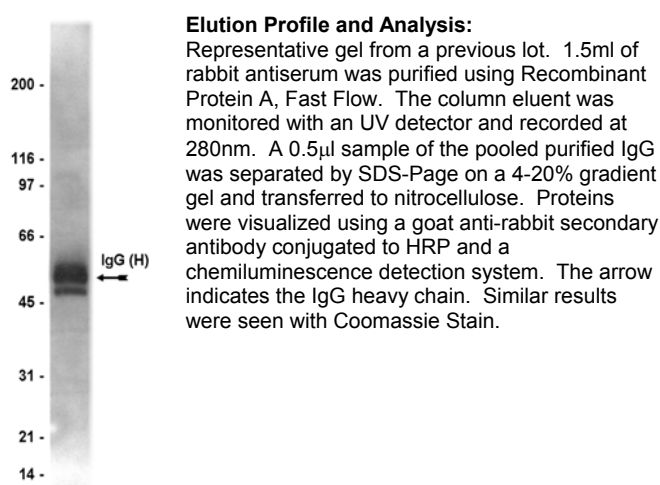 Elution Profile and Analysis:
Representative gel from a previous lot. 1.5ml of
rabbit antiserum was purified using Recombinant
Protein A, Fast Flow. The column eluent was
monitored with an UV detector and recorded at
280nm. A 0.5µl sample of the pooled purified IgG
was separated by SDS-Page on a 4-20% gradient
gel and transferred to nitrocellulose. Proteins
were visualized using a goat anti-rabbit secondary
antibody conjugated to HRP and a
chemiluminescence detection system. The arrow
indicates the IgG heavy chain. Similar results
were seen with Coomassie Stain.
200 -
116 -
97 -
66 -
IgG (H)
45 -
31 -
21 -
14 -